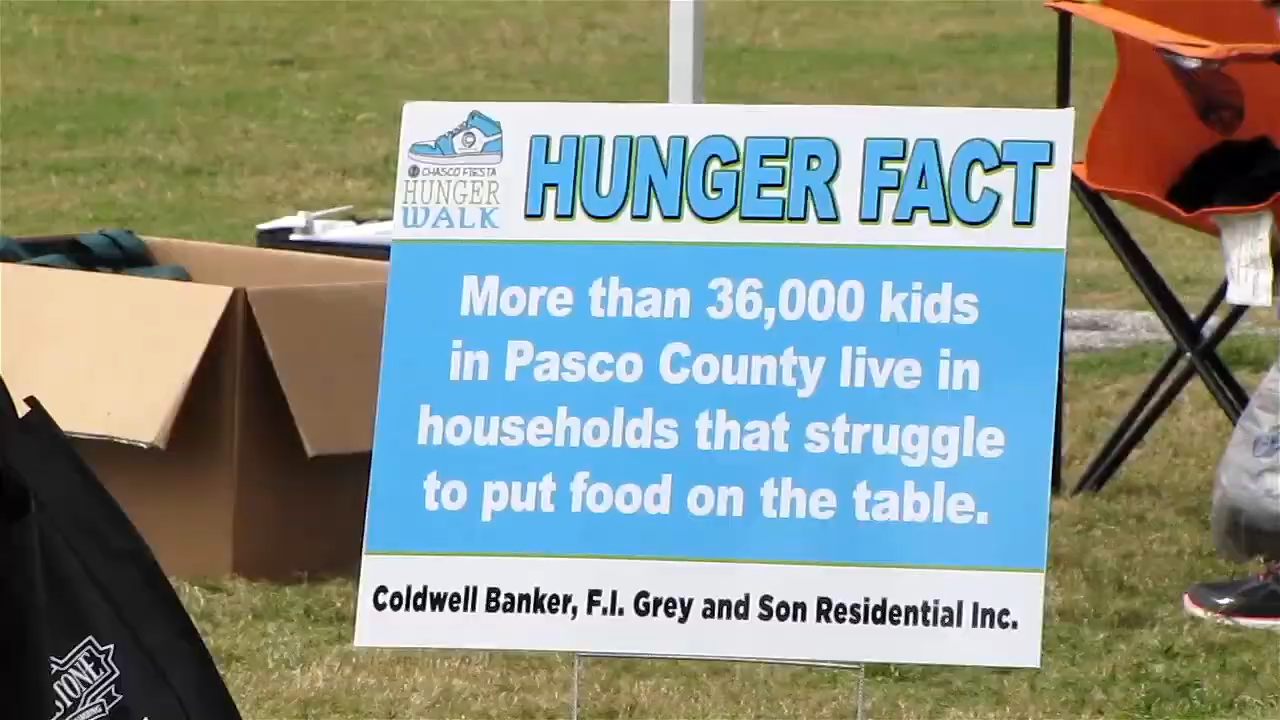 CHASCO FIESTA
HUNGER
WALK
HUNGER FACT
More than 36,000 kids
in Pasco County live in
households that struggle
to put food on the table.
Coldwell Banker, F.I. Grey and Son Residential Inc.